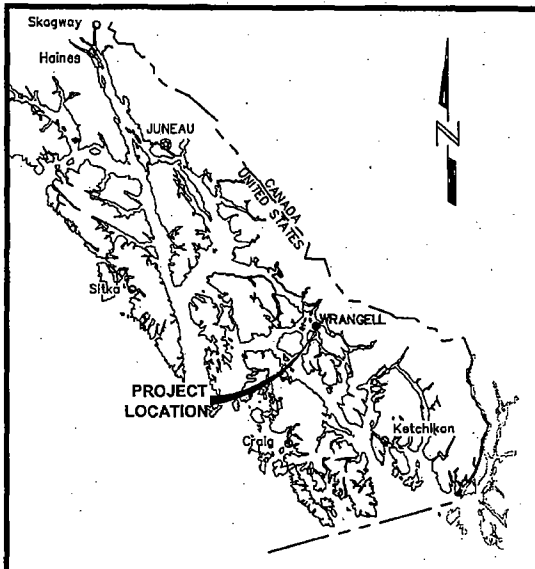 Skagway
Haines
JUNEAU
CANADA
UNITED STATES
N
Sitka
WRANGELL
PROJECT
LOCATION
Craig
Ketchikan